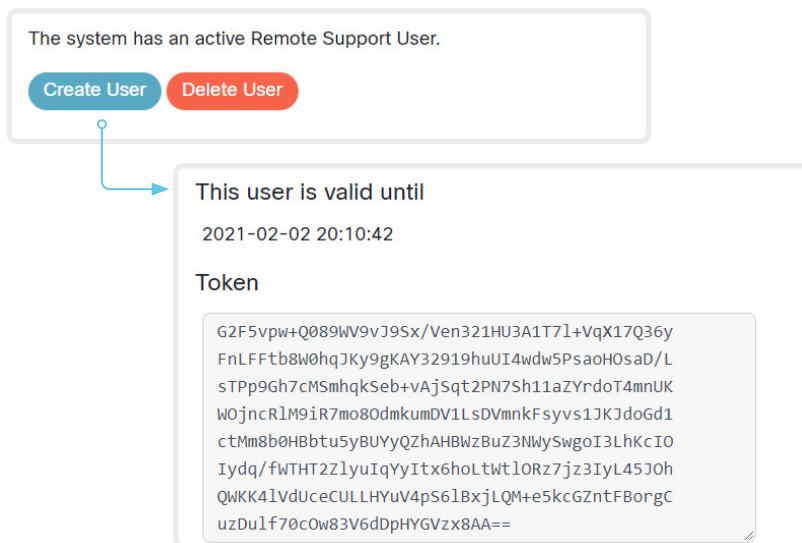 The system has an active Remote Support User.
Create User Delete User
This user is valid until
2021-02-02 20:10:42
Token
G2F5vpw+Q089WV9vJ9Sx/Ven321HU3A1T7l+VqX17Q36y
FnLFFtb8W0hqJKy9gKAY32919huUI4wdw5PsaoHOsaD/L
sTPp9Gh7cMSmhqkSeb+vAjSqt2PN7Sh11aZYrdoT4mnUK
WOjncRlM9iR7mo8OdmkumDV1LsDVmnkFsyvs1JKJdoGd1
ctMm8b0HBbtu5yBUYyQZhAHBWzBuZ3NWySwgoI3LhKcIO
Iydq/fWTHT2ZlyuIqYyItx6hoLtWtlORz7jz3IyL45JOh
QWKK4lVdUceCULLHYuV4pS6lBxjLQM+e5kcGZntFBorgC
uzDulf70cOw83V6dDpHYGVzx8AA==